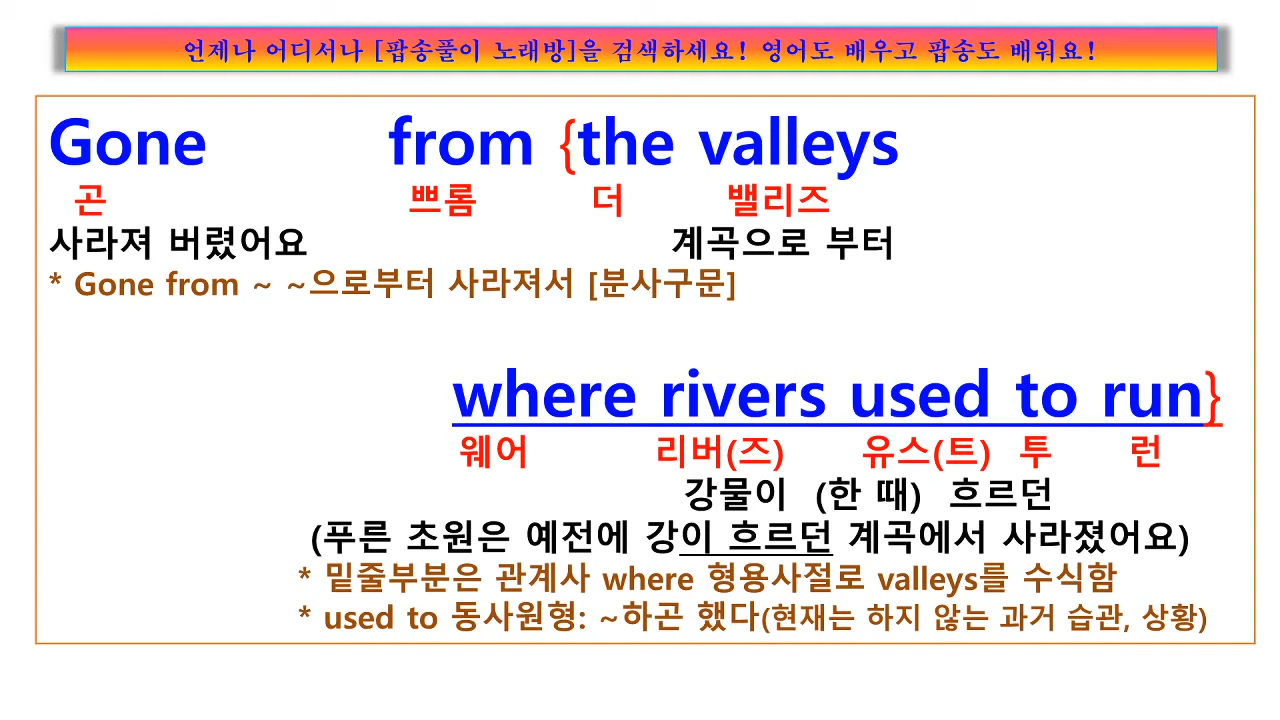 언제나 어디서나 [팝송풀이 노래방]을 검색하세요! 영어도 배우고 팝송도 배워요!
Gone from {the valleys
곤 쁘롬 더 밸리즈
사라져 버렸어요 계곡으로 부터
* Gone from ~ ~으로부터 사라져서 [분사구문]
where rivers used to run}
웨어 리버(즈) 유스(트) 투 런
강물이 (한 때) 흐르던
(푸른 초원은 예전에 강이 흐르던 계곡에서 사라졌어요)
* 밑줄부분은 관계사 where 형용사절로 valleys를 수식함
* used to 동사원형: ~하곤 했다(현재는 하지 않는 과거 습관, 상황)